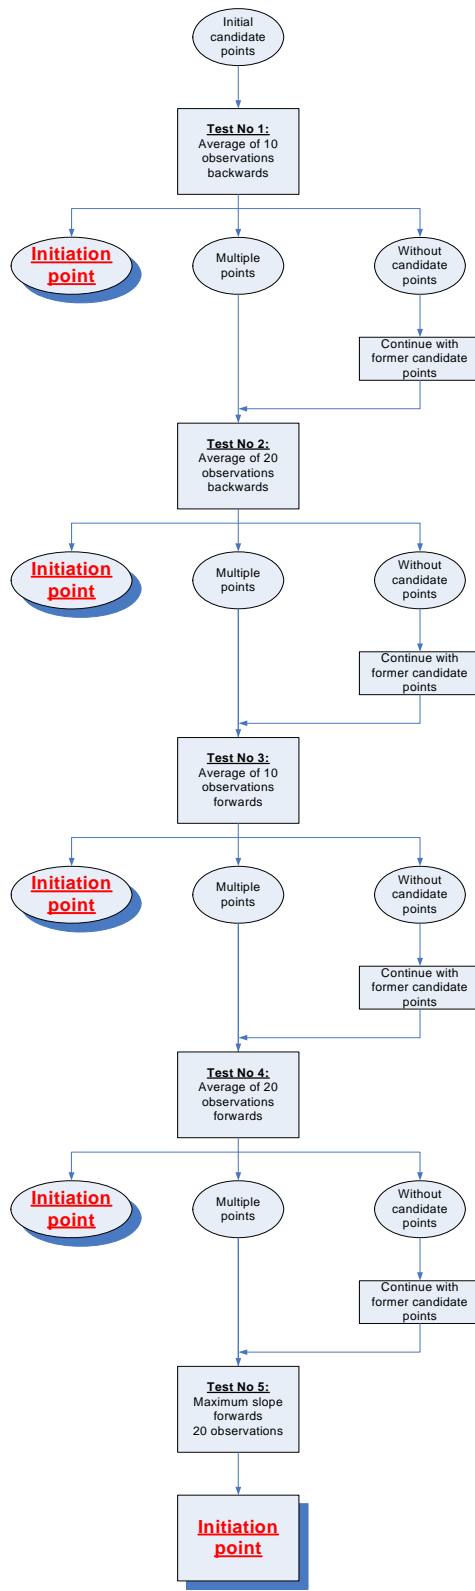 Initial
candidate
points
Test No 1:
Average of 10
observations
backwards
Initiation
point
Multiple
points
Without
candidate
points
Continue with
former candidate
points
Test No 2:
Average of 20
observations
backwards
Initiation
point
Multiple
points
Without
candidate
points
Continue with
former candidate
points
Test No 3:
Average of 10
observations
forwards
Initiation
point
Multiple
points
Without
candidate
points
Continue with
former candidate
points
Test No 4:
Average of 20
observations
forwards
Initiation
point
Multiple
points
Without
candidate
points
Continue with
former candidate
points
Test No 5:
Maximum slope
forwards
20 observations
Initiation
point